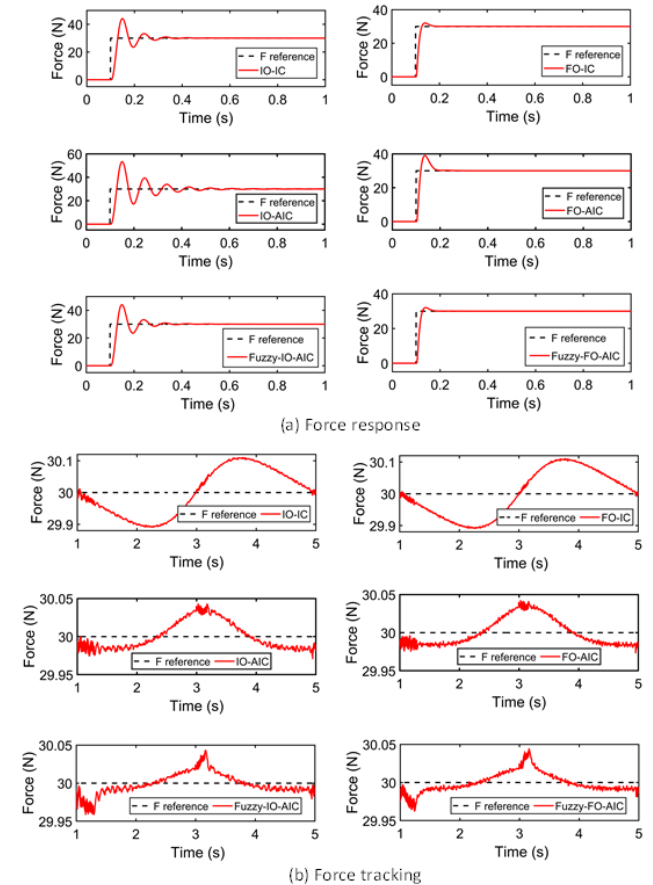 40
20
0
Force (N)
F reference
IO-IC
0 0.2 0.4 0.6 0.8 1
Time (s)
40
20
0
Force (N)
F reference
FO-IC
0 0.2 0.4 0.6 0.8 1
Time (s)
60
40
20
0
Force (N)
F reference
IO-AIC
0 0.2 0.4 0.6 0.8 1
Time (s)
40
20
0
Force (N)
F reference
FO-AIC
0 0.2 0.4 0.6 0.8 1
Time (s)
40
20
0
Force (N)
F reference
Fuzzy-IO-AIC
0 0.2 0.4 0.6 0.8 1
Time (s)
40
20
0
Force (N)
F reference
Fuzzy-FO-AIC
0 0.2 0.4 0.6 0.8 1
Time (s)
(a) Force response
30.1
30
29.9
Force (N)
F reference IO-IC
1 2 3 4 5
Time (s)
30.1
30
29.9
Force (N)
F reference FO-IC
1 2 3 4 5
Time (s)
30.05
30
29.95
Force (N)
F reference IO-AIC
1 2 3 4 5
Time (s)
30.05
30
29.95
Force (N)
F reference FO-AIC
1 2 3 4 5
Time (s)
30.05
30
29.95
Force (N)
F reference Fuzzy-IO-AIC
1 2 3 4 5
Time (s)
30.05
30
29.95
Force (N)
F reference Fuzzy-FO-AIC
1 2 3 4 5
Time (s)
(b) Force tracking